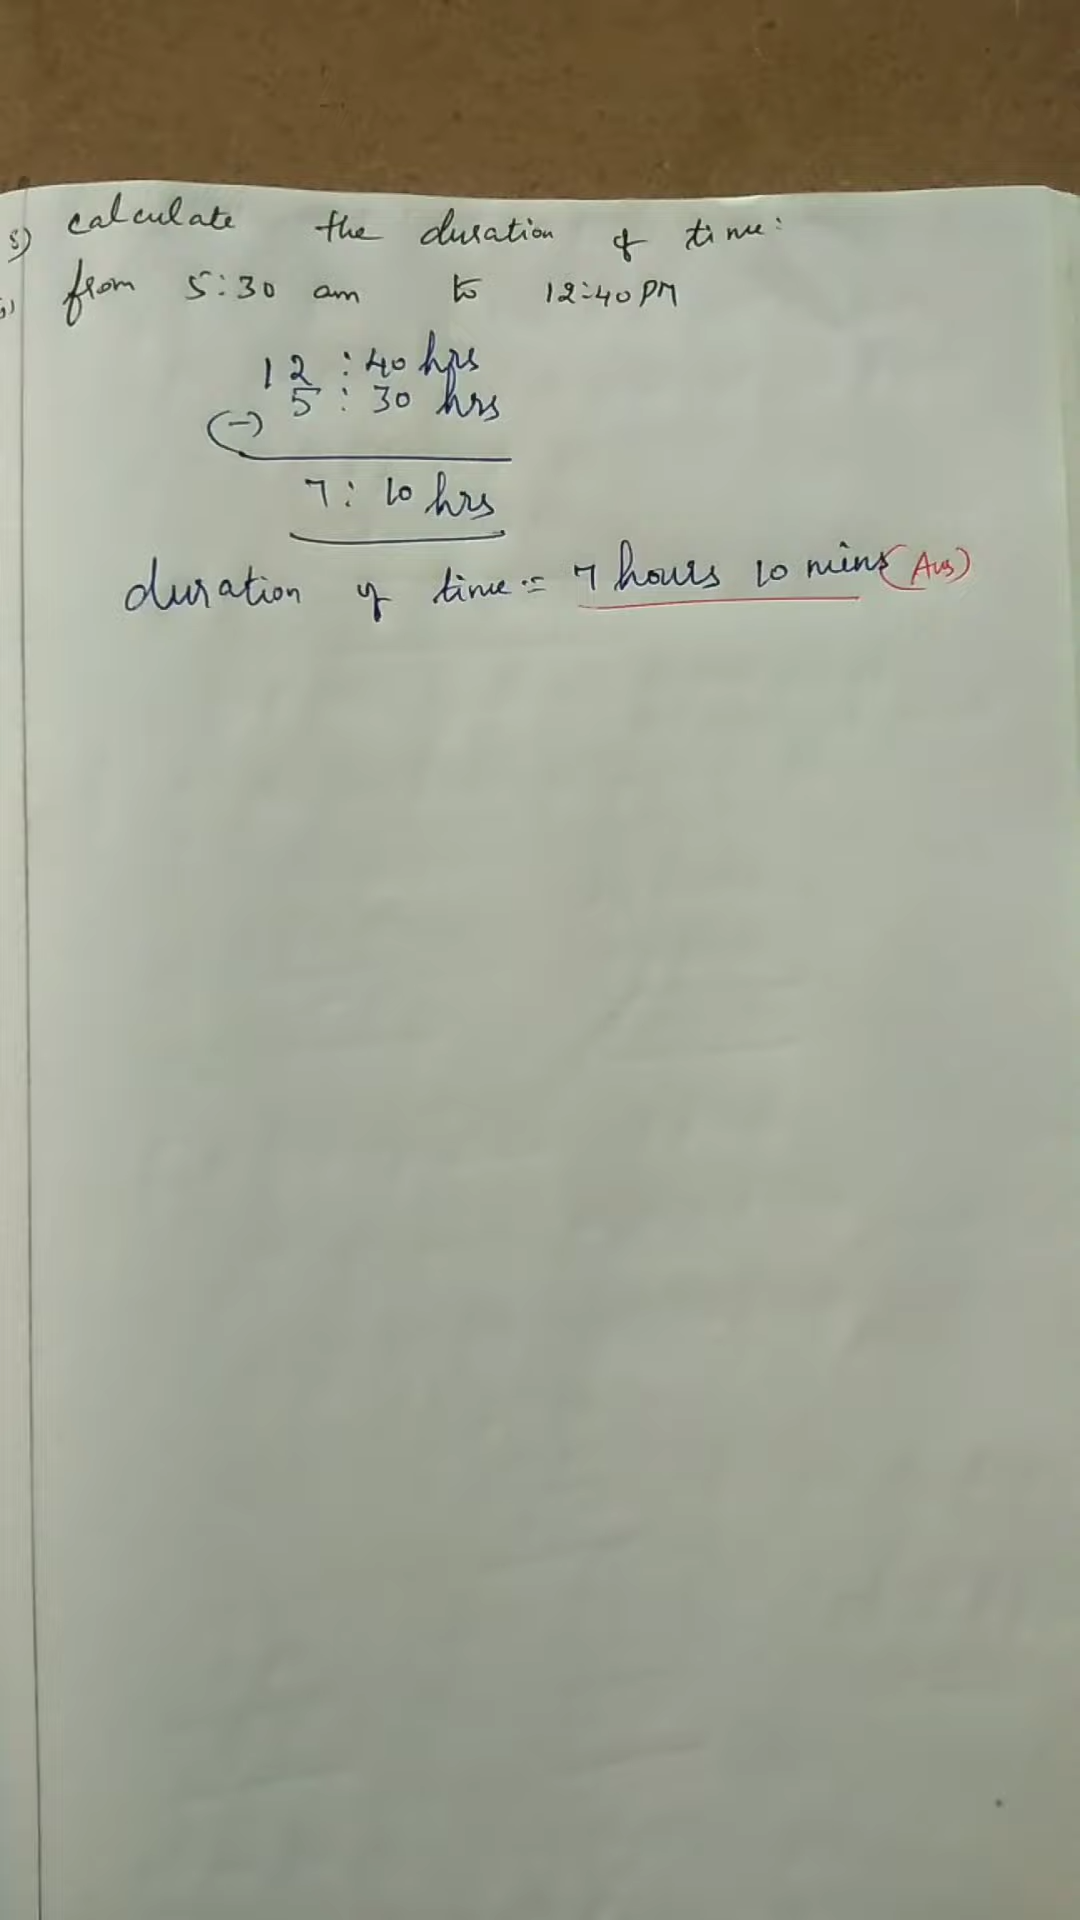 5) calculate the duration of time:
from 5:30 am to 12:40 PM
12 : 40 hrs
(-) 5 : 30 hrs
7 : 10 hrs
duration of time = 7 hours 10 mins (Ans)